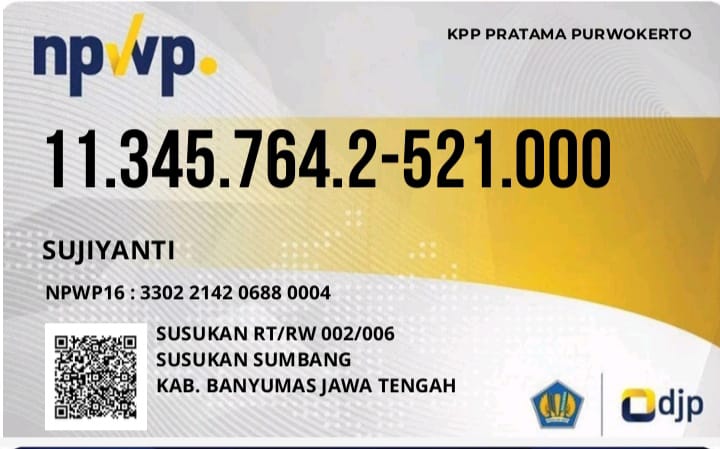 npwp.
KPP PRATAMA PURWOKERTO
11.345.764.2-521.000
SUJIYANTI
NPWP16 : 3302 2142 0688 0004
SUSUKAN RT/RW 002/006
SUSUKAN SUMBANG
KAB. BANYUMAS JAWA TENGAH
djp